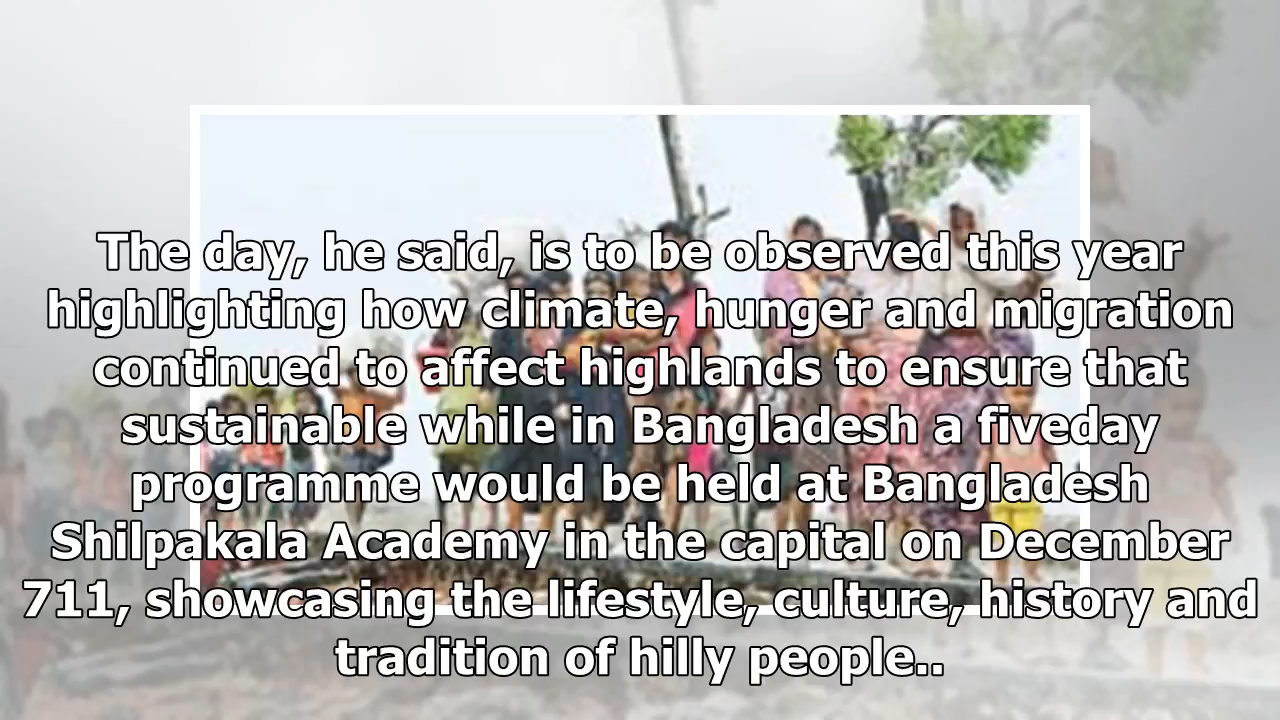 The day, he said, is to be observed this year
highlighting how climate, hunger and migration
continued to affect highlands to ensure that
sustainable while in Bangladesh a fiveday
programme would be held at Bangladesh
Shilpakala Academy in the capital on December
711, showcasing the lifestyle, culture, history and
tradition of hilly people..